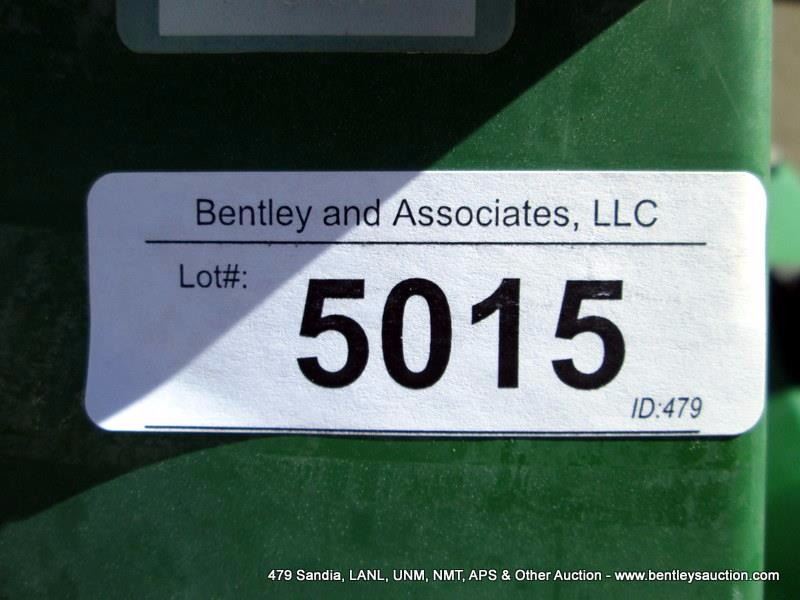 Bentley and Associates, LLC
Lot#:
5015
ID:479
479 Sandia, LANL, UNM, NMT, APS & Other Auction - www.bentleysauction.com